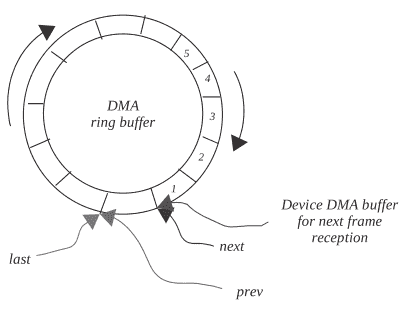 5
4
DMA
ring buffer
3
2
1
Device DMA buffer
for next frame
reception
next
last
prev